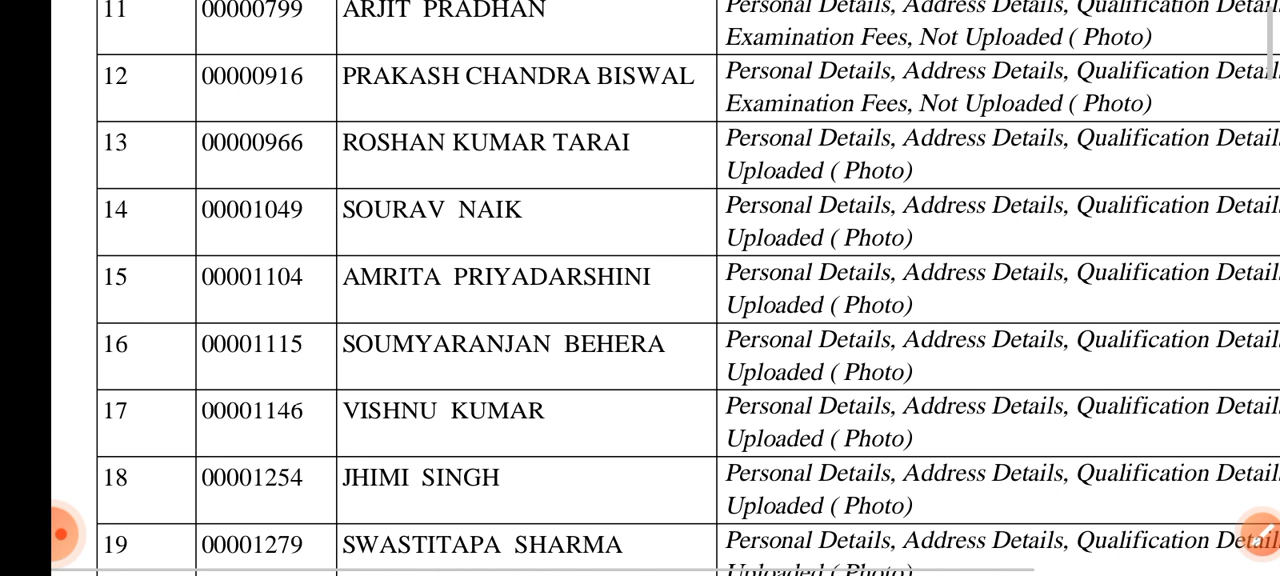 11 00000799 ARJIT PRADHAN Personal Details, Address Details, Qualification Detail
Examination Fees, Not Uploaded ( Photo)
12 00000916 PRAKASH CHANDRA BISWAL Personal Details, Address Details, Qualification Detail
Examination Fees, Not Uploaded ( Photo)
13 00000966 ROSHAN KUMAR TARAI Personal Details, Address Details, Qualification Detail
Uploaded ( Photo)
14 00001049 SOURAV NAIK Personal Details, Address Details, Qualification Detail
Uploaded ( Photo)
15 00001104 AMRITA PRIYADARSHINI Personal Details, Address Details, Qualification Detail
Uploaded ( Photo)
16 00001115 SOUMYARANJAN BEHERA Personal Details, Address Details, Qualification Detail
Uploaded ( Photo)
17 00001146 VISHNU KUMAR Personal Details, Address Details, Qualification Detail
Uploaded ( Photo)
18 00001254 JHIMI SINGH Personal Details, Address Details, Qualification Detail
Uploaded ( Photo)
19 00001279 SWASTITAPA SHARMA Personal Details, Address Details, Qualification Detail
Uploaded ( Photo)